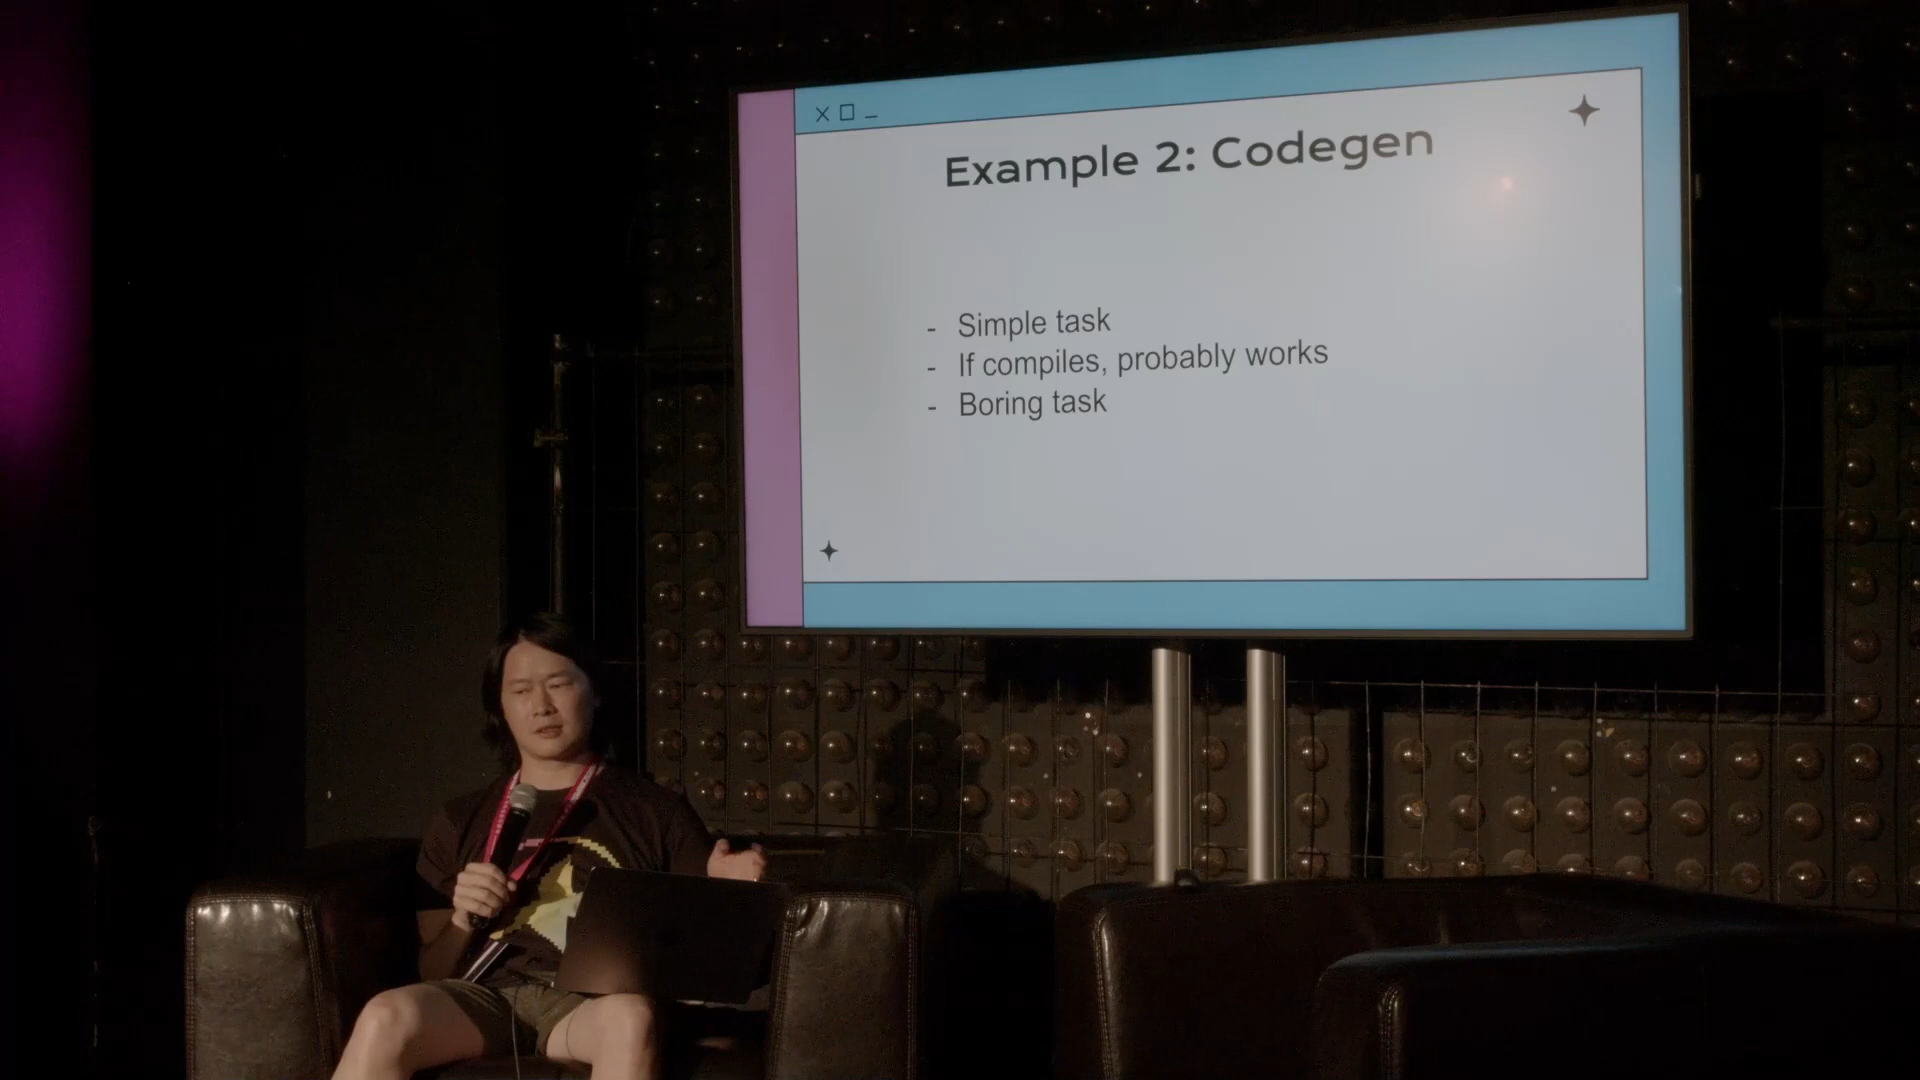 Example 2: Codegen
- Simple task
- If compiles, probably works
- Boring task